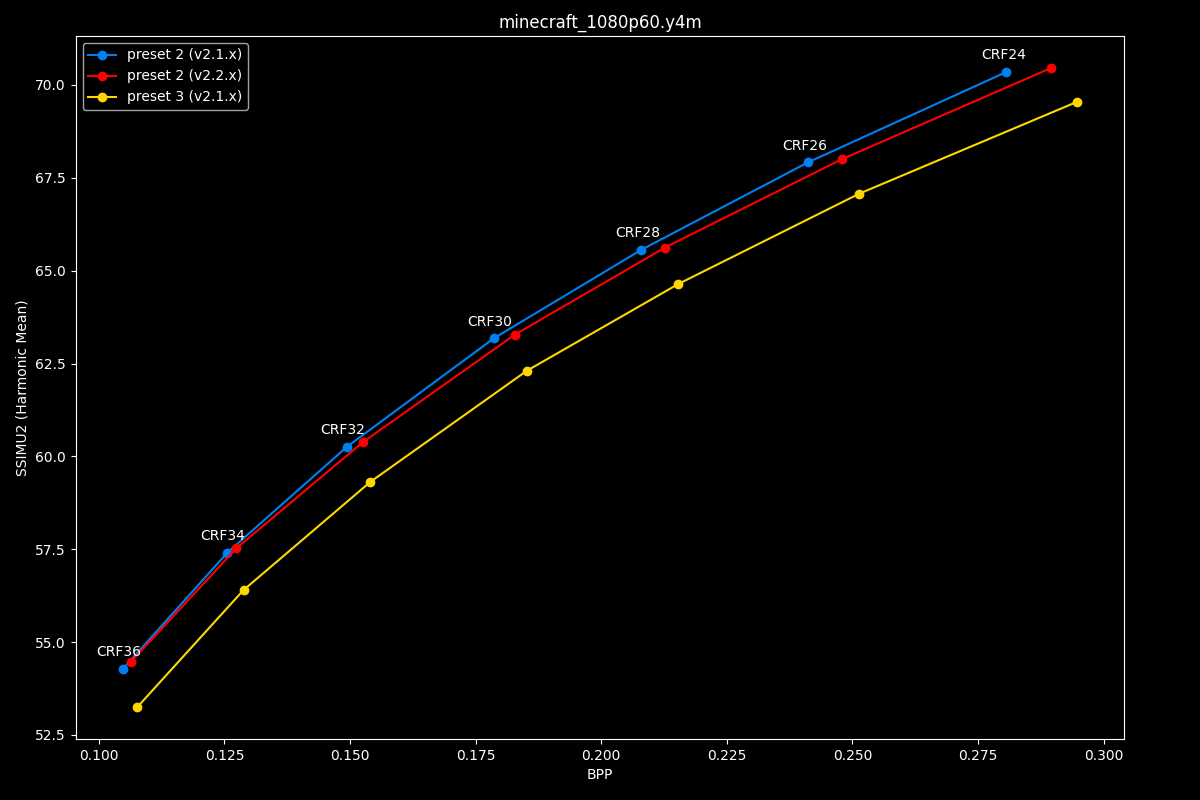 minecraft_1080p60.y4m
preset 2 (v2.1.x)
preset 2 (v2.2.x)
preset 3 (v2.1.x)
CRF24
CRF26
CRF28
CRF30
CRF32
CRF34
CRF36
70.0
67.5
65.0
62.5
60.0
57.5
55.0
52.5
SSIMU2 (Harmonic Mean)
0.100 0.125 0.150 0.175 0.200 0.225 0.250 0.275 0.300
BPP